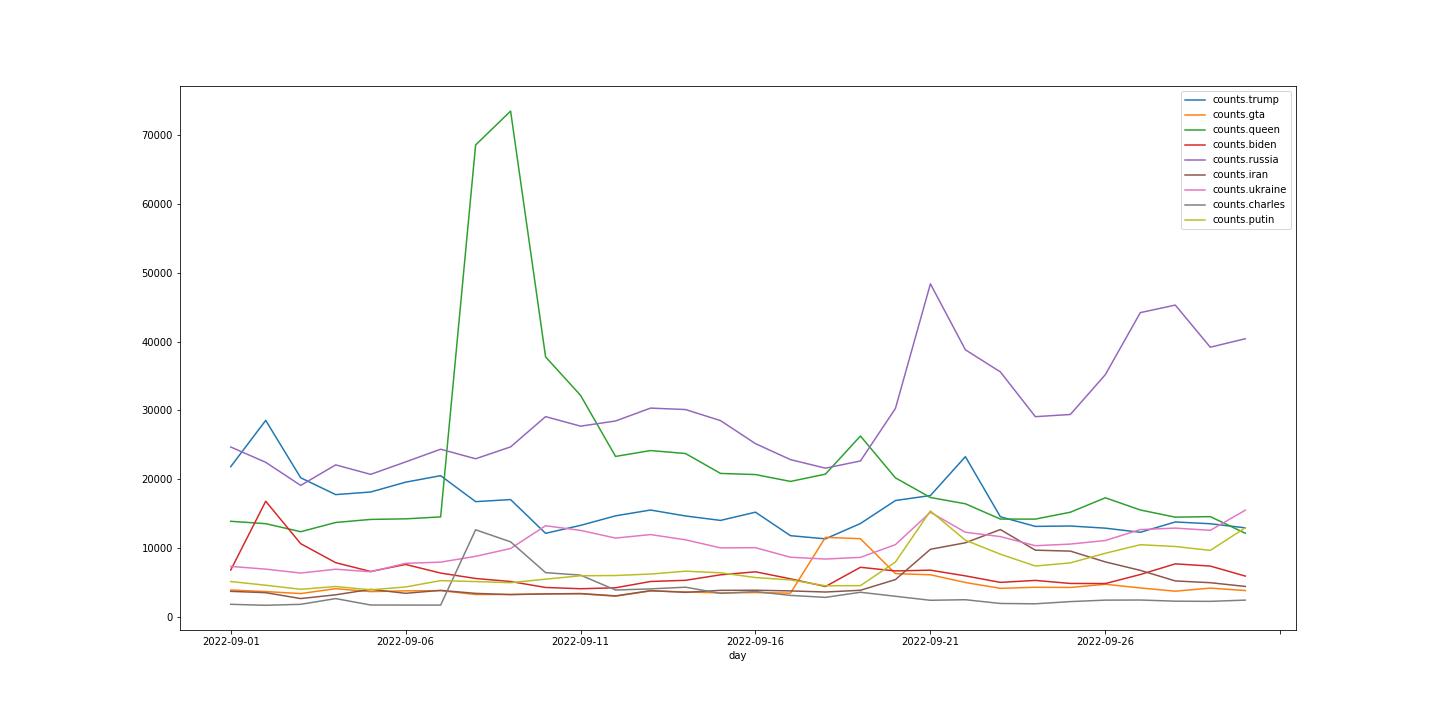 70000
60000
50000
40000
30000
20000
10000
0
2022-09-01 2022-09-06 2022-09-11 2022-09-16 2022-09-21 2022-09-26
day
counts.trump
counts.gta
counts.queen
counts.biden
counts.russia
counts.iran
counts.ukraine
counts.charles
counts.putin